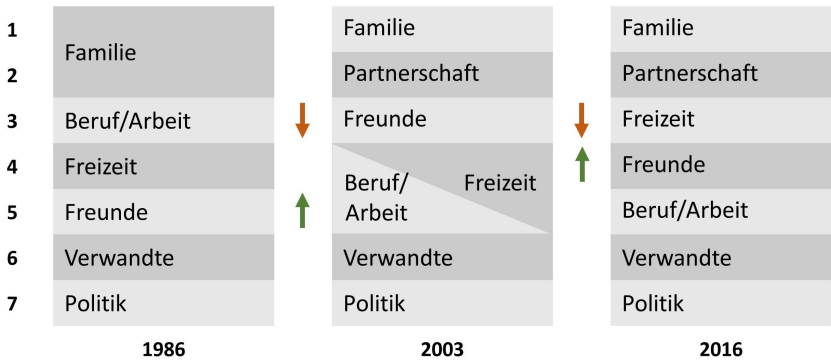 1
2
3
4
5
6
7
Familie
Beruf/Arbeit
Freizeit
Freunde
Verwandte
Politik
1986
Familie
Partnerschaft
Freunde
Beruf/
Arbeit
Freizeit
Verwandte
Politik
2003
Familie
Partnerschaft
Freizeit
Freunde
Beruf/Arbeit
Verwandte
Politik
2016